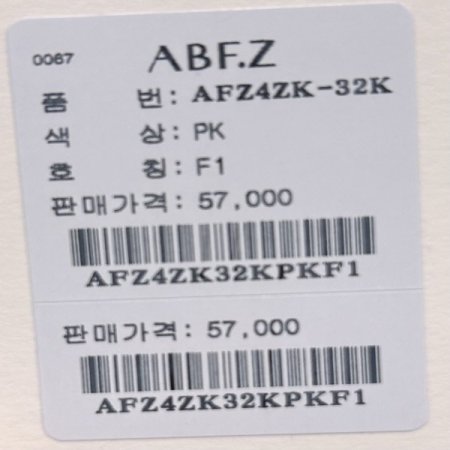 0067 ABF.Z
품 번: AFZ4ZK-32K
색 상: PK
호 칭: F1
판매가격: 57,000
AFZ4ZK32KPKF1
판매가격: 57,000
AFZ4ZK32KPKF1